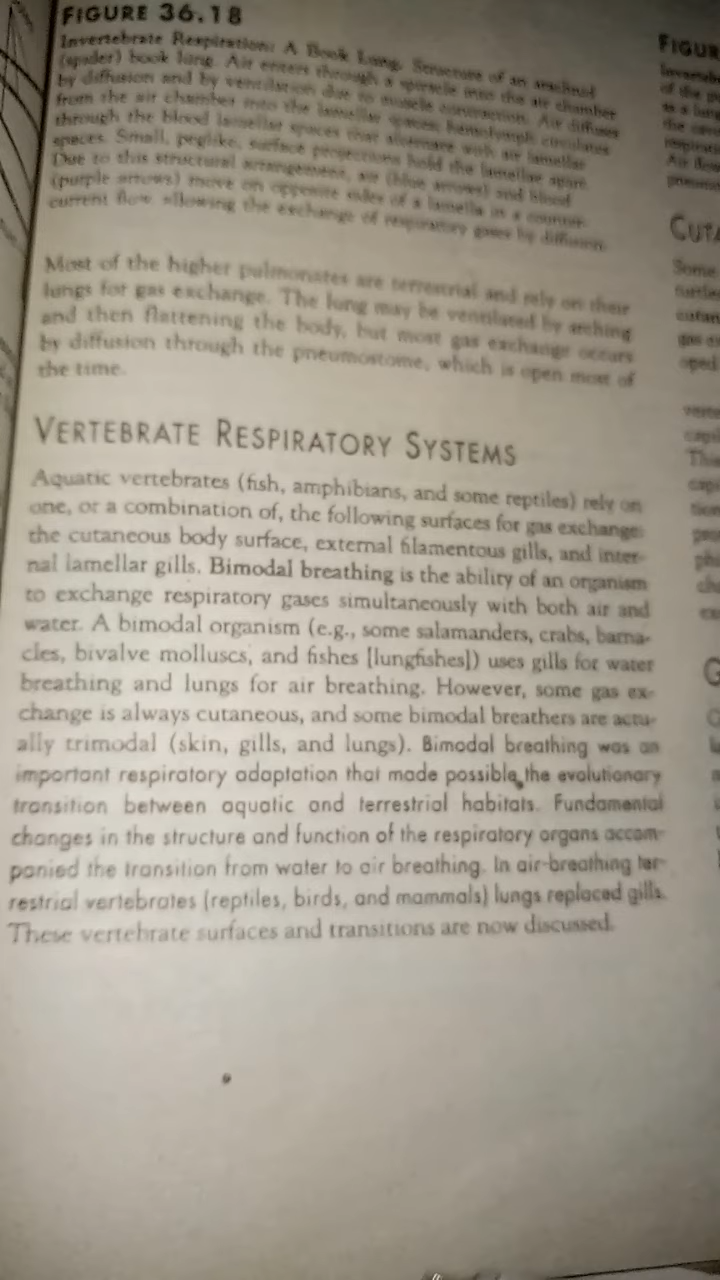 FIGURE 36.18
Invertebrate Respiration: A Book Lung. Structure of an arachnid
(spider) book lung. Air enters through a spiracle into the air chamber
by diffusion and by ventilation due to muscle contraction. Air diffuses
from the air chamber into the lamellar spaces; hemolymph circulates
through the blood lamellar spaces that alternate with air lamellar
spaces. Small, peglike, surface projections hold the lamellae apart.
Due to this structural arrangement, air (blue arrows) and blood
(purple arrows) move on opposite sides of a lamella in a counter-
current flow, allowing the exchange of respiratory gases by diffusion.
Most of the higher pulmonates are terrestrial and rely on their
lungs for gas exchange. The lung may be ventilated by arching
and then flattening the body, but most gas exchange occurs
by diffusion through the pneumostome, which is open most of
the time.
VERTEBRATE RESPIRATORY SYSTEMS
Aquatic vertebrates (fish, amphibians, and some reptiles) rely on
one, or a combination of, the following surfaces for gas exchange:
the cutaneous body surface, external filamentous gills, and inter-
nal lamellar gills. Bimodal breathing is the ability of an organism
to exchange respiratory gases simultaneously with both air and
water. A bimodal organism (e.g., some salamanders, crabs, barna-
cles, bivalve molluscs, and fishes [lungfishes]) uses gills for water
breathing and lungs for air breathing. However, some gas ex-
change is always cutaneous, and some bimodal breathers are actu-
ally trimodal (skin, gills, and lungs). Bimodal breathing was an
important respiratory adaptation that made possible the evolutionary
transition between aquatic and terrestrial habitats. Fundamental
changes in the structure and function of the respiratory organs accom-
panied the transition from water to air breathing. In air-breathing ter-
restrial vertebrates (reptiles, birds, and mammals) lungs replaced gills.
These vertebrate surfaces and transitions are now discussed.
FIGUR
CUTA
Some